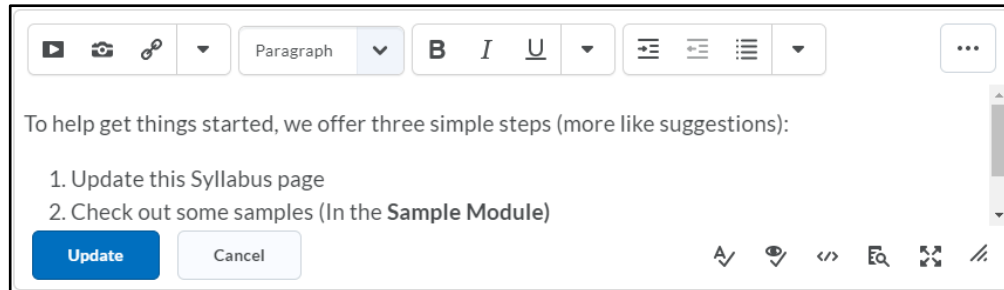 Paragraph B I U
To help get things started, we offer three simple steps (more like suggestions):
1. Update this Syllabus page
2. Check out some samples (In the Sample Module)
Update Cancel